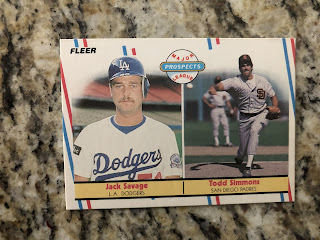 FLEER
MAJOR
PROSPECTS
LEAGUE
LA
Dodgers
Jack Savage
L.A. DODGERS
Todd Simmons
SAN DIEGO PADRES